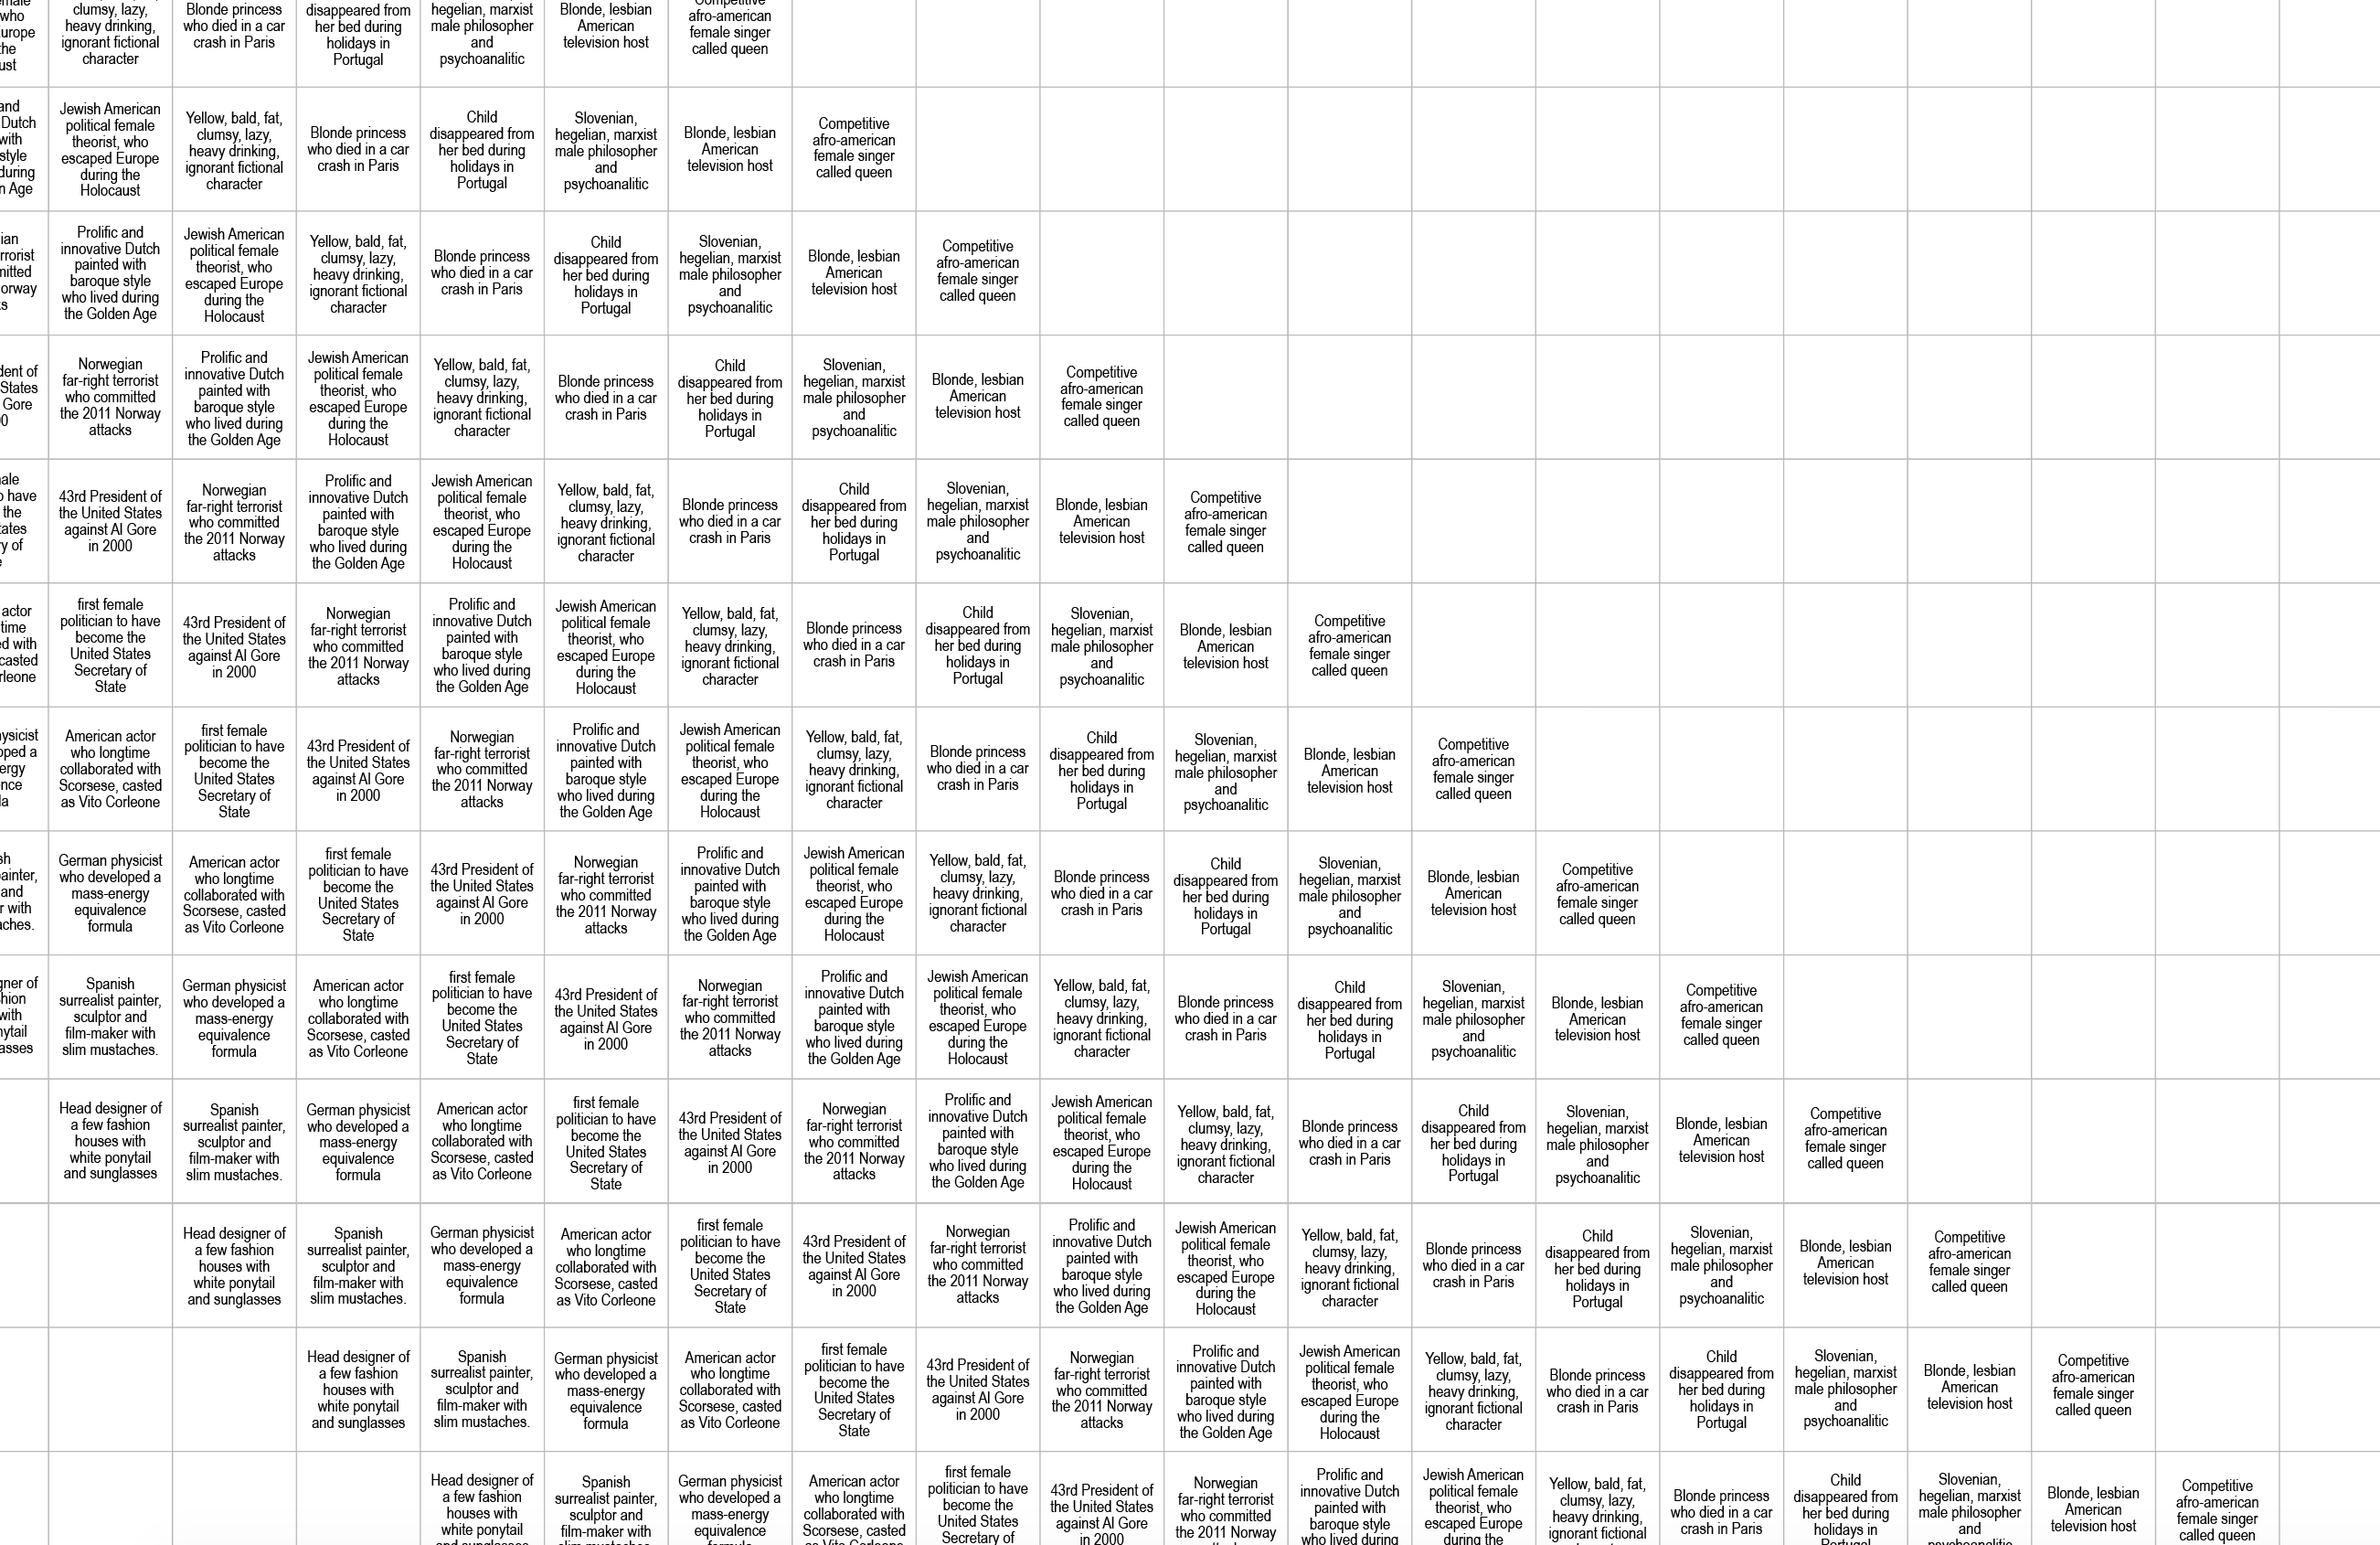 who
the
clumsy, lazy,
heavy drinking,
ignorant fictional
character
Blonde princess
who died in a car
crash in Paris
disappeared from
her bed during
holidays in
Portugal
hegelian, marxist
male philosopher
and
psychoanalitic
Blonde, lesbian
American
television host
Competitive
afro-american
female singer
called queen
and
Dutch
with
style
during
Age
Jewish American
political female
theorist, who
escaped Europe
during the
Holocaust
Yellow, bald, fat,
clumsy, lazy,
heavy drinking,
ignorant fictional
character
Blonde princess
who died in a car
crash in Paris
Child
disappeared from
her bed during
holidays in
Portugal
Slovenian,
hegelian, marxist
male philosopher
and
psychoanalitic
Blonde, lesbian
American
television host
Competitive
afro-american
female singer
called queen
Prolific and
innovative Dutch
painted with
baroque style
who lived during
the Golden Age
Jewish American
political female
theorist, who
escaped Europe
during the
Holocaust
Yellow, bald, fat,
clumsy, lazy,
heavy drinking,
ignorant fictional
character
Blonde princess
who died in a car
crash in Paris
Child
disappeared from
her bed during
holidays in
Portugal
Slovenian,
hegelian, marxist
male philosopher
and
psychoanalitic
Blonde, lesbian
American
television host
Competitive
afro-american
female singer
called queen
of
States
Gore
Norwegian
far-right terrorist
who committed
the 2011 Norway
attacks
Prolific and
innovative Dutch
painted with
baroque style
who lived during
the Golden Age
Jewish American
political female
theorist, who
escaped Europe
during the
Holocaust
Yellow, bald, fat,
clumsy, lazy,
heavy drinking,
ignorant fictional
character
Blonde princess
who died in a car
crash in Paris
Child
disappeared from
her bed during
holidays in
Portugal
Slovenian,
hegelian, marxist
male philosopher
and
psychoanalitic
Blonde, lesbian
American
television host
Competitive
afro-american
female singer
called queen
have
the
of
43rd President of
the United States
against Al Gore
in 2000
Norwegian
far-right terrorist
who committed
the 2011 Norway
attacks
Prolific and
innovative Dutch
painted with
baroque style
who lived during
the Golden Age
Jewish American
political female
theorist, who
escaped Europe
during the
Holocaust
Yellow, bald, fat,
clumsy, lazy,
heavy drinking,
ignorant fictional
character
Blonde princess
who died in a car
crash in Paris
Child
disappeared from
her bed during
holidays in
Portugal
Slovenian,
hegelian, marxist
male philosopher
and
psychoanalitic
Blonde, lesbian
American
television host
Competitive
afro-american
female singer
called queen
actor
with
first female
politician to have
become the
United States
Secretary of
State
43rd President of
the United States
against Al Gore
in 2000
Norwegian
far-right terrorist
who committed
the 2011 Norway
attacks
Prolific and
innovative Dutch
painted with
baroque style
who lived during
the Golden Age
Jewish American
political female
theorist, who
escaped Europe
during the
Holocaust
Yellow, bald, fat,
clumsy, lazy,
heavy drinking,
ignorant fictional
character
Blonde princess
who died in a car
crash in Paris
Child
disappeared from
her bed during
holidays in
Portugal
Slovenian,
hegelian, marxist
male philosopher
and
psychoanalitic
Blonde, lesbian
American
television host
Competitive
afro-american
female singer
called queen
a
American actor
who longtime
collaborated with
Scorsese, casted
as Vito Corleone
first female
politician to have
become the
United States
Secretary of
State
43rd President of
the United States
against Al Gore
in 2000
Norwegian
far-right terrorist
who committed
the 2011 Norway
attacks
Prolific and
innovative Dutch
painted with
baroque style
who lived during
the Golden Age
Jewish American
political female
theorist, who
escaped Europe
during the
Holocaust
Yellow, bald, fat,
clumsy, lazy,
heavy drinking,
ignorant fictional
character
Blonde princess
who died in a car
crash in Paris
Child
disappeared from
her bed during
holidays in
Portugal
Slovenian,
hegelian, marxist
male philosopher
and
psychoanalitic
Blonde, lesbian
American
television host
Competitive
afro-american
female singer
called queen
and
with
German physicist
who developed a
mass-energy
equivalence
formula
American actor
who longtime
collaborated with
Scorsese, casted
as Vito Corleone
first female
politician to have
become the
United States
Secretary of
State
43rd President of
the United States
against Al Gore
in 2000
Norwegian
far-right terrorist
who committed
the 2011 Norway
attacks
Prolific and
innovative Dutch
painted with
baroque style
who lived during
the Golden Age
Jewish American
political female
theorist, who
escaped Europe
during the
Holocaust
Yellow, bald, fat,
clumsy, lazy,
heavy drinking,
ignorant fictional
character
Blonde princess
who died in a car
crash in Paris
Child
disappeared from
her bed during
holidays in
Portugal
Slovenian,
hegelian, marxist
male philosopher
and
psychoanalitic
Blonde, lesbian
American
television host
Competitive
afro-american
female singer
called queen
of
with
Spanish
surrealist painter,
sculptor and
film-maker with
slim mustaches.
German physicist
who developed a
mass-energy
equivalence
formula
American actor
who longtime
collaborated with
Scorsese, casted
as Vito Corleone
first female
politician to have
become the
United States
Secretary of
State
43rd President of
the United States
against Al Gore
in 2000
Norwegian
far-right terrorist
who committed
the 2011 Norway
attacks
Prolific and
innovative Dutch
painted with
baroque style
who lived during
the Golden Age
Jewish American
political female
theorist, who
escaped Europe
during the
Holocaust
Yellow, bald, fat,
clumsy, lazy,
heavy drinking,
ignorant fictional
character
Blonde princess
who died in a car
crash in Paris
Child
disappeared from
her bed during
holidays in
Portugal
Slovenian,
hegelian, marxist
male philosopher
and
psychoanalitic
Blonde, lesbian
American
television host
Competitive
afro-american
female singer
called queen
Head designer of
a few fashion
houses with
white ponytail
and sunglasses
Spanish
surrealist painter,
sculptor and
film-maker with
slim mustaches.
German physicist
who developed a
mass-energy
equivalence
formula
American actor
who longtime
collaborated with
Scorsese, casted
as Vito Corleone
first female
politician to have
become the
United States
Secretary of
State
43rd President of
the United States
against Al Gore
in 2000
Norwegian
far-right terrorist
who committed
the 2011 Norway
attacks
Prolific and
innovative Dutch
painted with
baroque style
who lived during
the Golden Age
Jewish American
political female
theorist, who
escaped Europe
during the
Holocaust
Yellow, bald, fat,
clumsy, lazy,
heavy drinking,
ignorant fictional
character
Blonde princess
who died in a car
crash in Paris
Child
disappeared from
her bed during
holidays in
Portugal
Slovenian,
hegelian, marxist
male philosopher
and
psychoanalitic
Blonde, lesbian
American
television host
Competitive
afro-american
female singer
called queen
Head designer of
a few fashion
houses with
white ponytail
and sunglasses
Spanish
surrealist painter,
sculptor and
film-maker with
slim mustaches.
German physicist
who developed a
mass-energy
equivalence
formula
American actor
who longtime
collaborated with
Scorsese, casted
as Vito Corleone
first female
politician to have
become the
United States
Secretary of
State
43rd President of
the United States
against Al Gore
in 2000
Norwegian
far-right terrorist
who committed
the 2011 Norway
attacks
Prolific and
innovative Dutch
painted with
baroque style
who lived during
the Golden Age
Jewish American
political female
theorist, who
escaped Europe
during the
Holocaust
Yellow, bald, fat,
clumsy, lazy,
heavy drinking,
ignorant fictional
character
Blonde princess
who died in a car
crash in Paris
Child
disappeared from
her bed during
holidays in
Portugal
Slovenian,
hegelian, marxist
male philosopher
and
psychoanalitic
Blonde, lesbian
American
television host
Competitive
afro-american
female singer
called queen
Head designer of
a few fashion
houses with
white ponytail
and sunglasses
Spanish
surrealist painter,
sculptor and
film-maker with
slim mustaches.
German physicist
who developed a
mass-energy
equivalence
formula
American actor
who longtime
collaborated with
Scorsese, casted
as Vito Corleone
first female
politician to have
become the
United States
Secretary of
State
43rd President of
the United States
against Al Gore
in 2000
Norwegian
far-right terrorist
who committed
the 2011 Norway
attacks
Prolific and
innovative Dutch
painted with
baroque style
who lived during
the Golden Age
Jewish American
political female
theorist, who
escaped Europe
during the
Holocaust
Yellow, bald, fat,
clumsy, lazy,
heavy drinking,
ignorant fictional
character
Blonde princess
who died in a car
crash in Paris
Child
disappeared from
her bed during
holidays in
Portugal
Slovenian,
hegelian, marxist
male philosopher
and
psychoanalitic
Blonde, lesbian
American
television host
Competitive
afro-american
female singer
called queen
Head designer of
a few fashion
houses with
white ponytail
and sunglasses
Spanish
surrealist painter,
sculptor and
film-maker with
German physicist
who developed a
mass-energy
equivalence
American actor
who longtime
collaborated with
Scorsese, casted
as Vito Corleone
first female
politician to have
become the
United States
Secretary of
43rd President of
the United States
against Al Gore
in 2000
Norwegian
far-right terrorist
who committed
the 2011 Norway
Prolific and
innovative Dutch
painted with
baroque style
who lived during
Jewish American
political female
theorist, who
escaped Europe
during the
Yellow, bald, fat,
clumsy, lazy,
heavy drinking,
ignorant fictional
Blonde princess
who died in a car
crash in Paris
Child
disappeared from
her bed during
holidays in
Portugal
Slovenian,
hegelian, marxist
male philosopher
and
psychoanalitic
Blonde, lesbian
American
television host
Competitive
afro-american
female singer
called queen